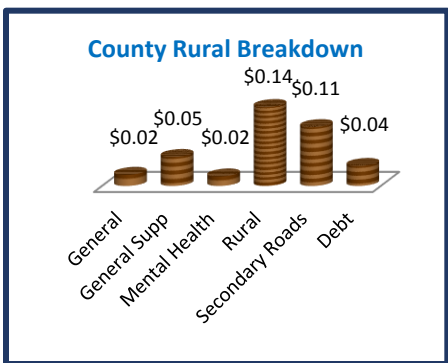 County Rural Breakdown
$0.02
$0.05
$0.02
$0.14
$0.11
$0.04
General
General Supp
Mental Health
Rural
Secondary Roads
Debt